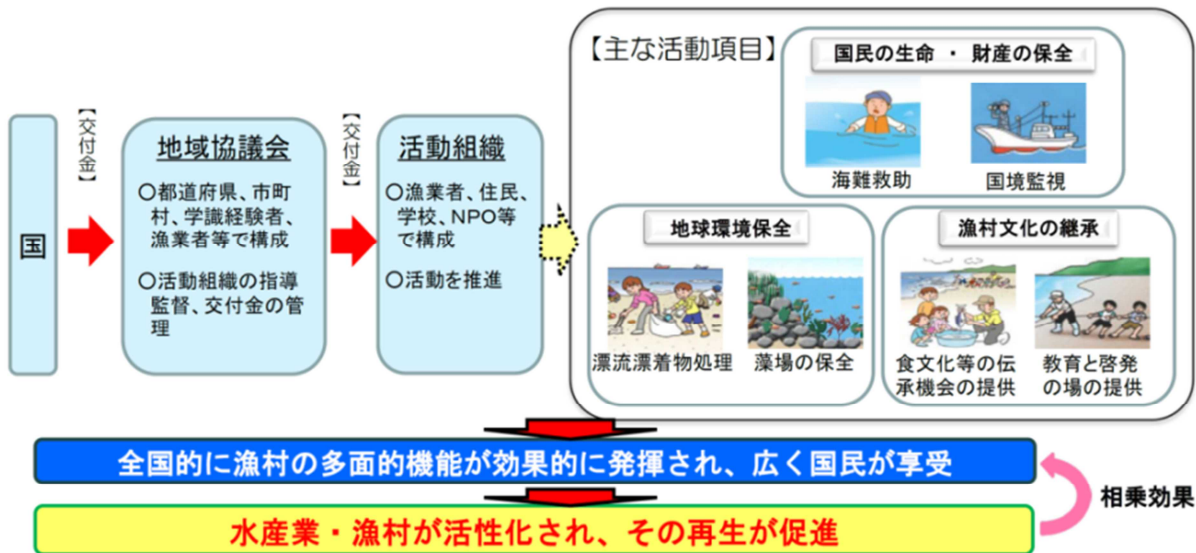 国
【交付金】
地域協議会
○都道府県、市町
村、学識経験者、
漁業者等で構成
○活動組織の指導
監督、交付金の管
理
【交付金】
活動組織
○漁業者、住民、
学校、NPO等
で構成
○活動を推進
【主な活動項目】
国民の生命 ・ 財産の保全
海難救助
国境監視
地球環境保全
漂流漂着物処理
藻場の保全
漁村文化の継承
食文化等の伝
承機会の提供
教育と啓発
の場の提供
全国的に漁村の多面的機能が効果的に発揮され、広く国民が享受
水産業・漁村が活性化され、その再生が促進
相乗効果